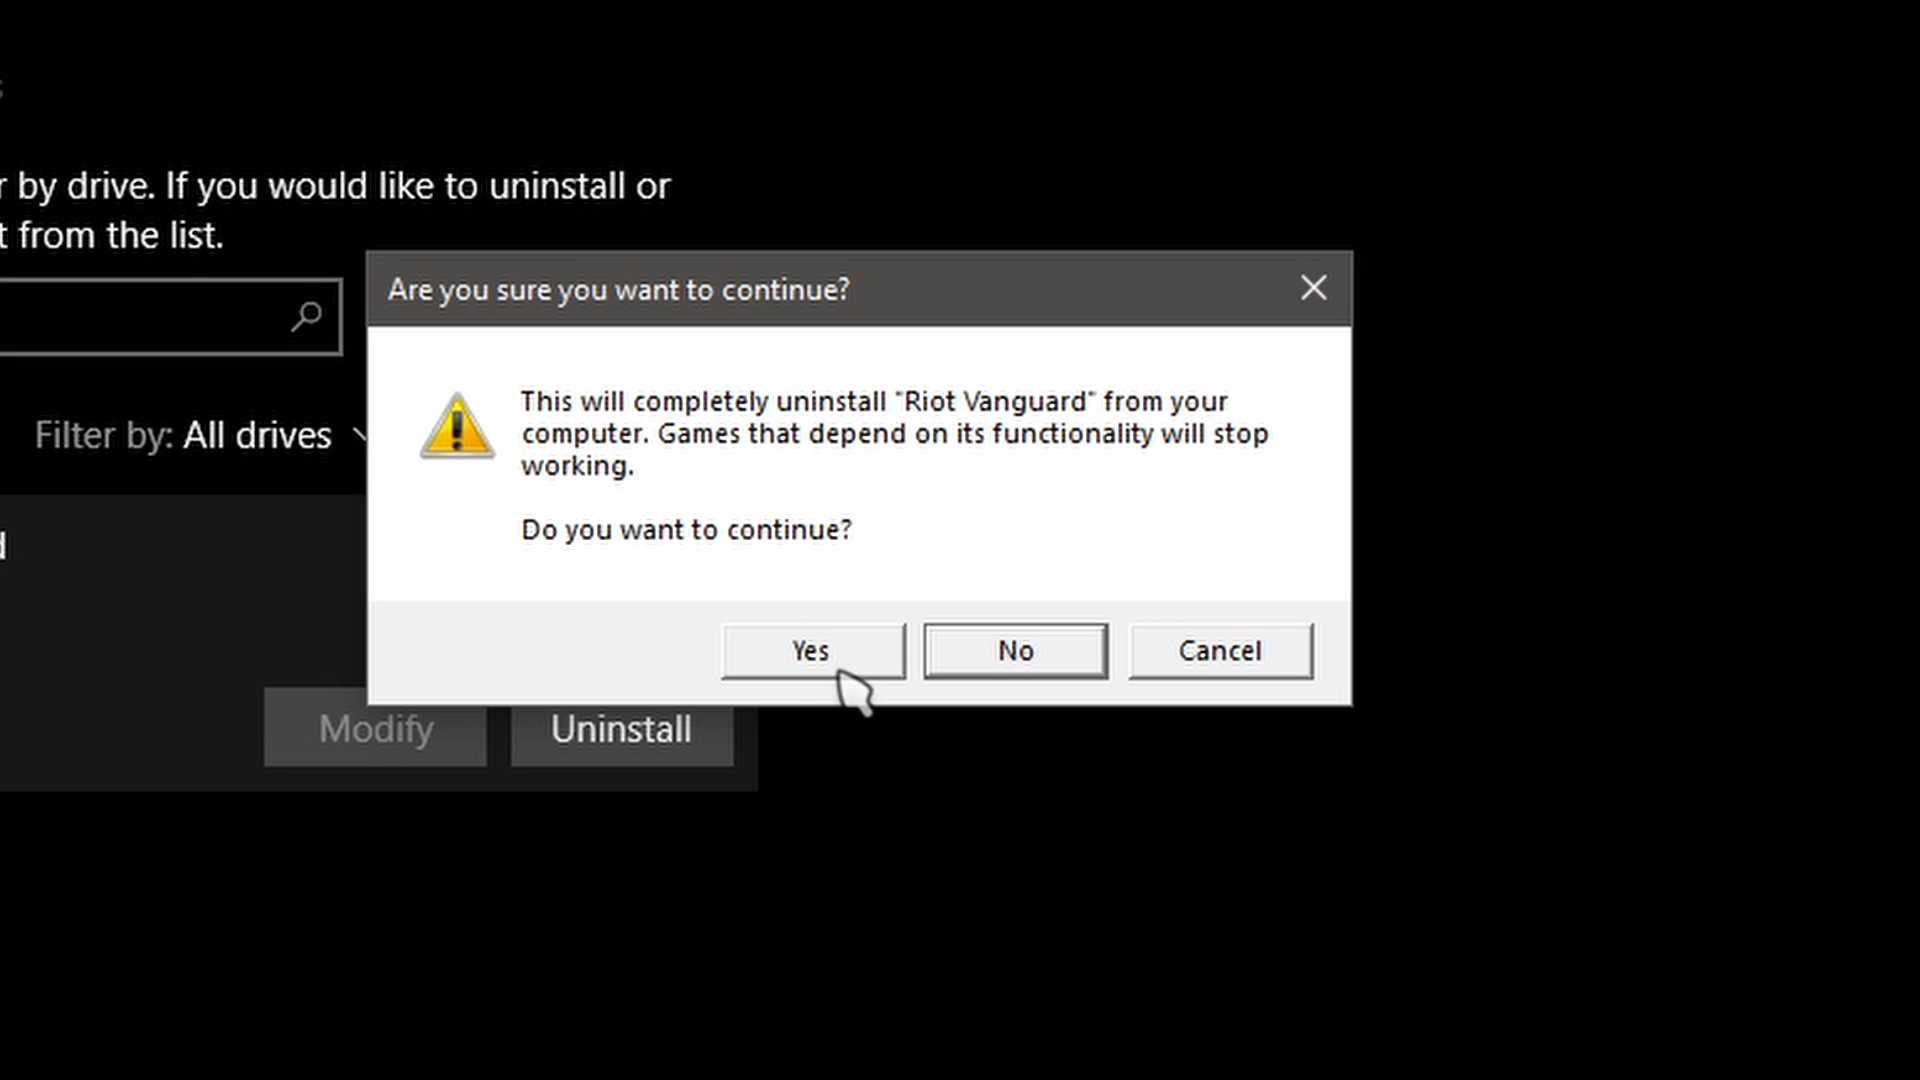 r by drive. If you would like to uninstall or
t from the list.
Are you sure you want to continue?
Filter by: All drives
This will completely uninstall "Riot Vanguard" from your
computer. Games that depend on its functionality will stop
working.
Do you want to continue?
d
Yes No Cancel
Modify Uninstall